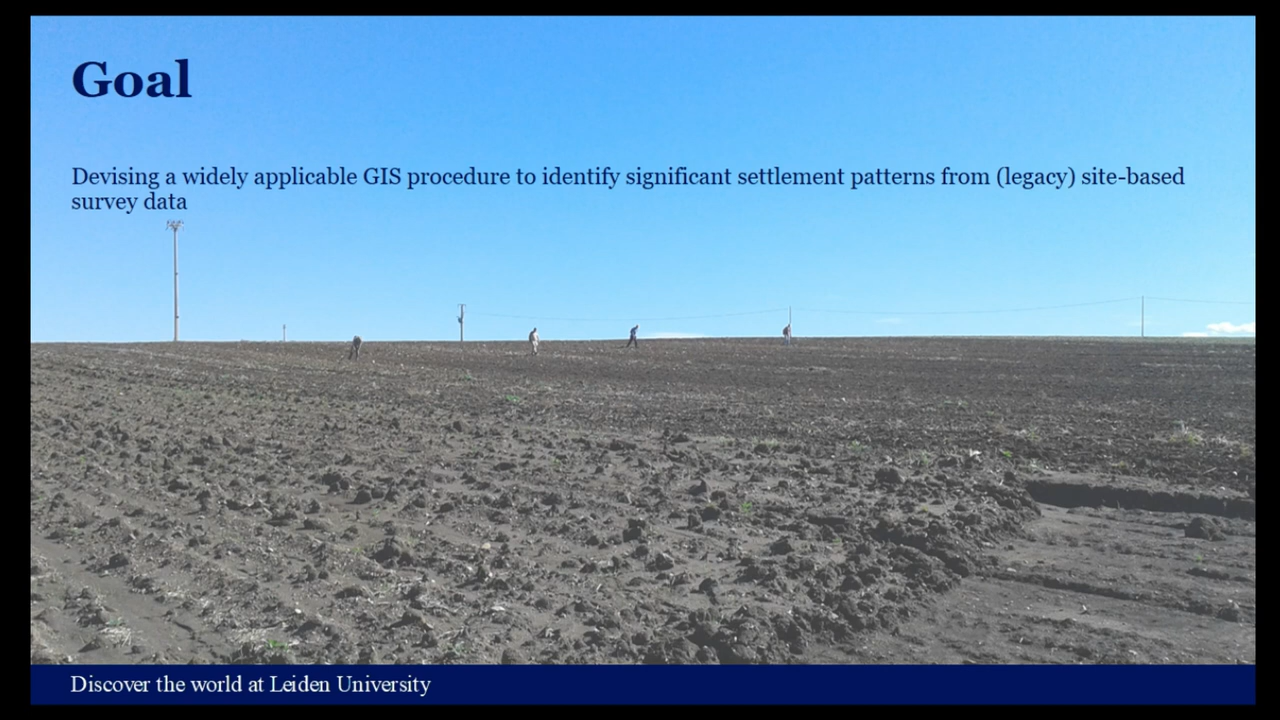 Goal
Devising a widely applicable GIS procedure to identify significant settlement patterns from (legacy) site-based
survey data
Discover the world at Leiden University